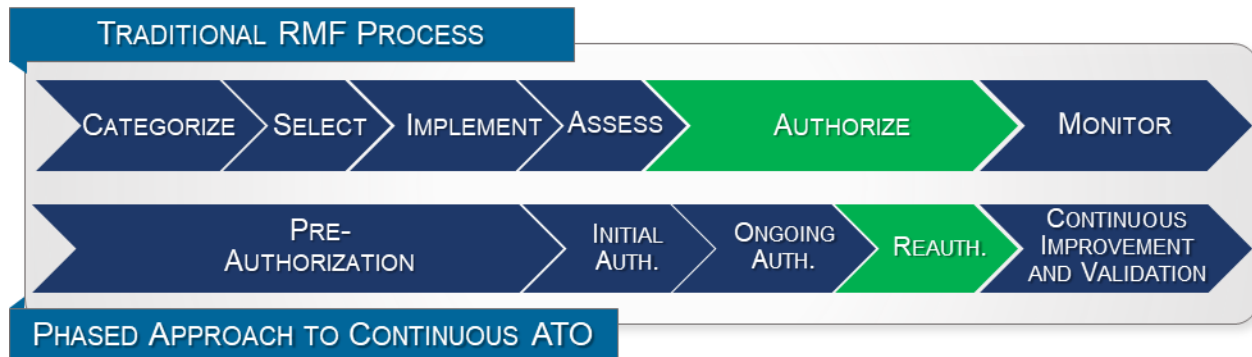 TRADITIONAL RMF PROCESS
CATEGORIZE
SELECT
IMPLEMENT
ASSESS
AUTHORIZE
MONITOR
PRE-
AUTHORIZATION
INITIAL
AUTH.
ONGOING
AUTH.
REAUTH.
CONTINUOUS
IMPROVEMENT
AND VALIDATION
PHASED APPROACH TO CONTINUOUS ATO